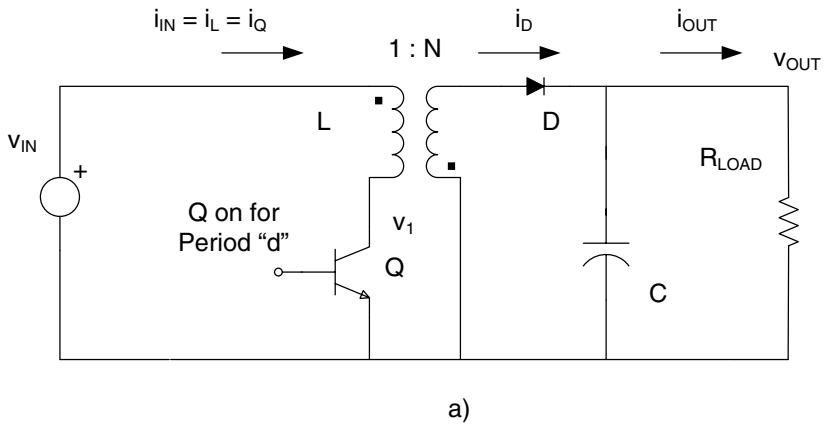 i_IN = i_L = i_Q
i_D
i_OUT
1 : N
v_OUT
L
D
v_IN
+
R_LOAD
Q on for
Period “d”
v_1
Q
C
a)